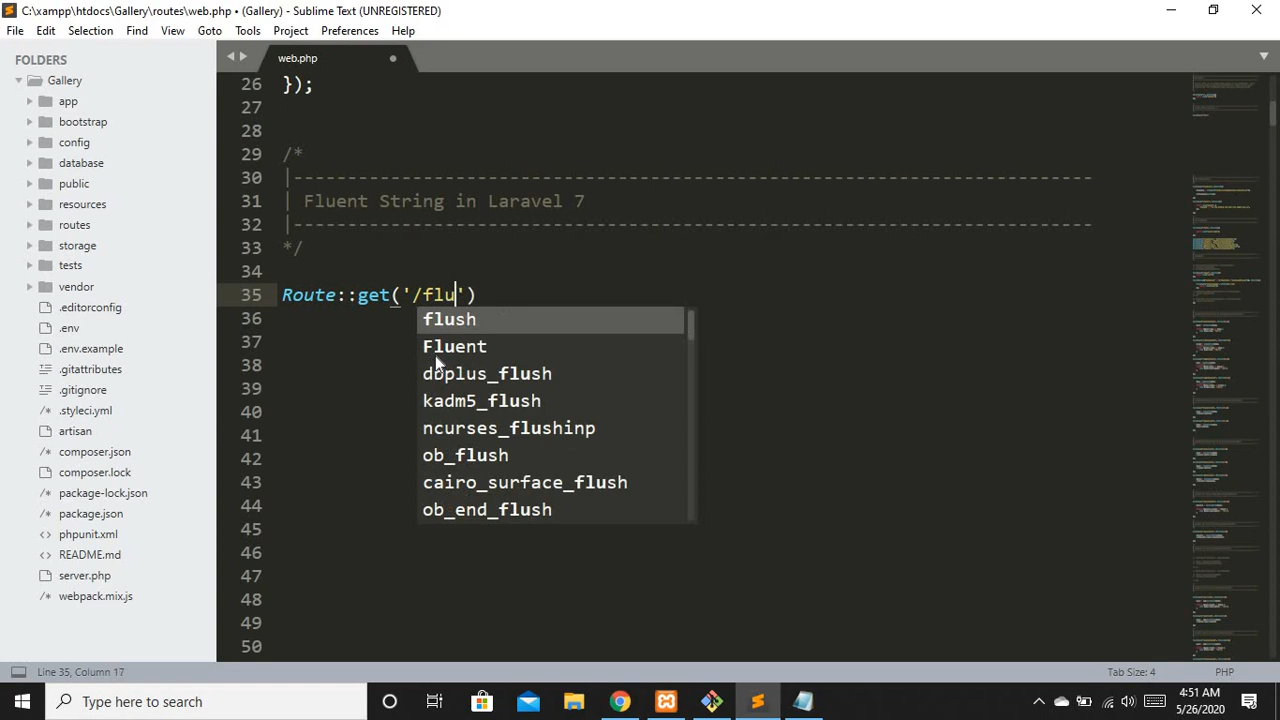 C:\xampp\htdocs\Gallery\routes\web.php • (Gallery) - Sublime Text (UNREGISTERED)
File Edit Selection Find View Goto Tools Project Preferences Help
FOLDERS
Gallery
app
bootstrap
config
database
public
resources
routes
storage
tests
vendor
.editorconfig
.env
.env.example
.gitattributes
.gitignore
.styleci.yml
artisan
composer.json
composer.lock
package-lock.json
package.json
phpunit.xml
README.md
server.php
webpack.mix.js
web.php
26 });
27
28
29 /*
30 |--------------------------------------------------------------------------
31 | Fluent String in Laravel 7
32 |--------------------------------------------------------------------------
33 */
34
35 Route::get('/flu')
36
37
38
39
40
41
42
43
44
45
46
47
48
49
50
flush
Fluent
dbplus_flush
kadm5_flush
ncurses_flushinp
ob_flush
cairo_surface_flush
ob_end_flush
Line 35, Column 17
Tab Size: 4
PHP
Type here to search
4:51 AM
5/26/2020